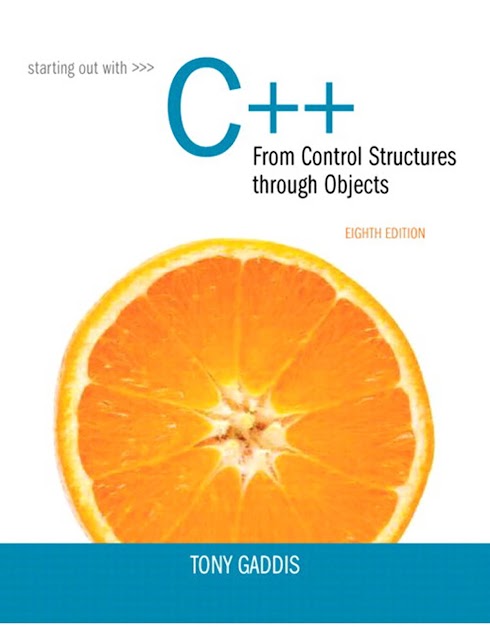 starting out with >>>
C++
From Control Structures
through Objects
EIGHTH EDITION
TONY GADDIS